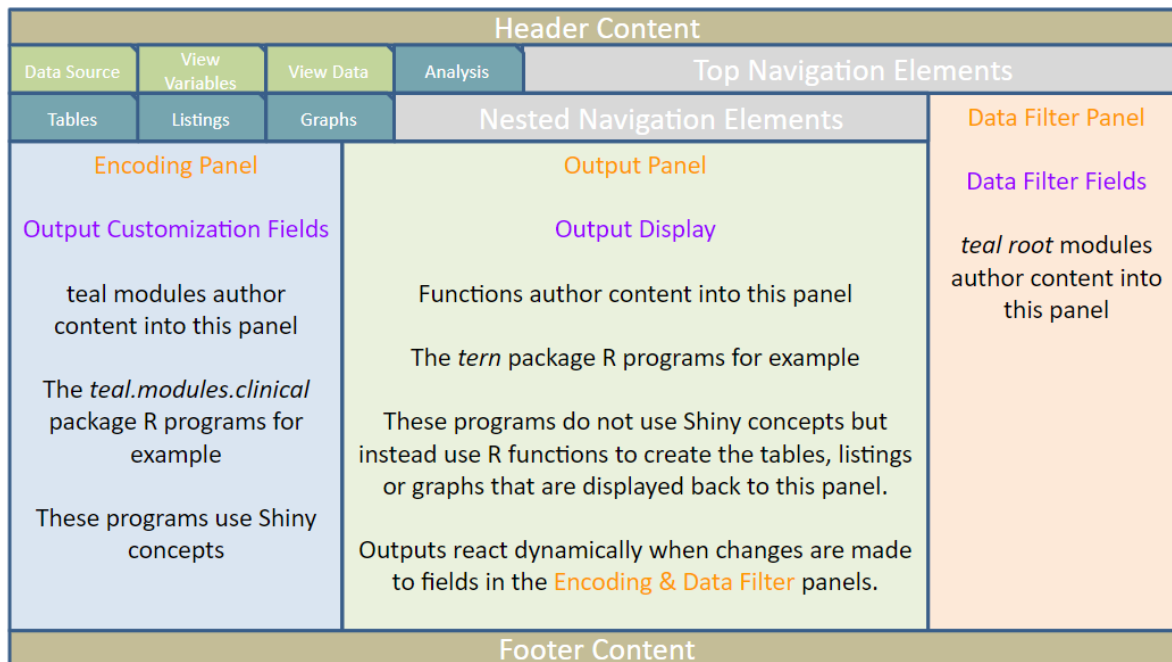 Header Content
Data Source
View
Variables
View Data
Analysis
Top Navigation Elements
Tables
Listings
Graphs
Nested Navigation Elements
Encoding Panel
Output Customization Fields
teal modules author
content into this panel
The teal.modules.clinical
package R programs for
example
These programs use Shiny
concepts
Output Panel
Output Display
Functions author content into this panel
The tern package R programs for example
These programs do not use Shiny concepts but
instead use R functions to create the tables, listings
or graphs that are displayed back to this panel.
Outputs react dynamically when changes are made
to fields in the Encoding & Data Filter panels.
Data Filter Panel
Data Filter Fields
teal root modules
author content into
this panel
Footer Content